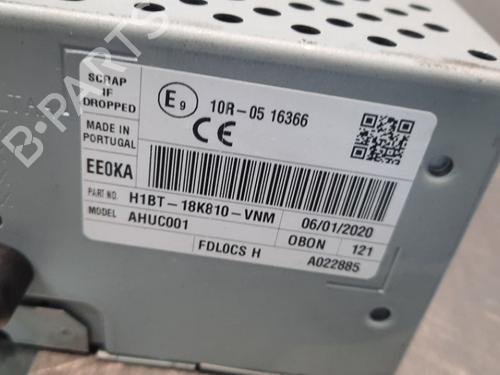 SCRAP
IF
DROPPED
E9
10R-05 16366
CE
MADE IN
PORTUGAL
EE0KA
PART NO. H1BT-18K810-VNM 06/01/2020
MODEL AHUC001 OBON 121
FDLOCS H A022885
B-PARTS